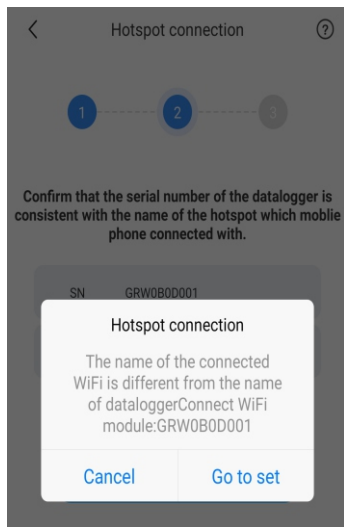 Hotspot connection
?
1
2
3
Confirm that the serial number of the datalogger is
consistent with the name of the hotspot which moblie
phone connected with.
SN GRW0B0D001
Hotspot connection
The name of the connected
WiFi is different from the name
of dataloggerConnect WiFi
module:GRW0B0D001
Cancel Go to set